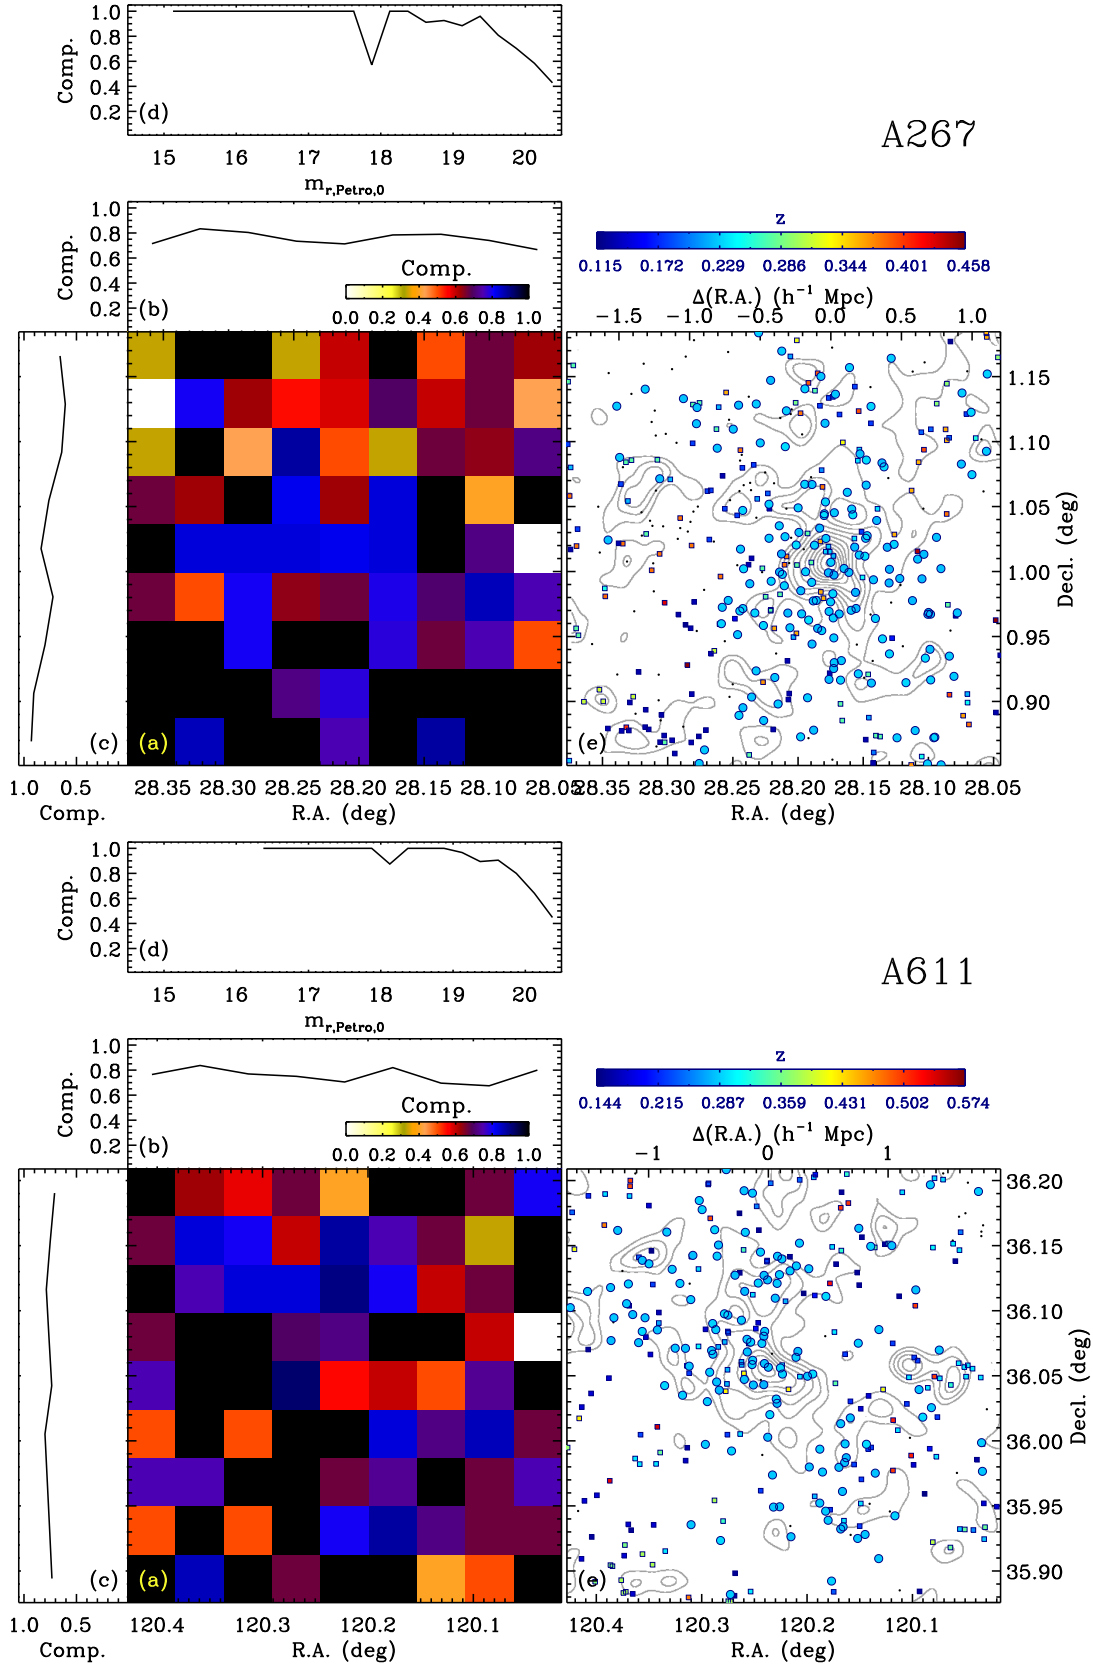 1.0
0.8
0.6
0.4
0.2
Comp.
(d)
15 16 17 18 19 20
m r,Petro,0
A267
1.0
0.8
0.6
0.4
0.2
Comp.
(b)
Comp.
0.0 0.2 0.4 0.6 0.8 1.0
z
0.115 0.172 0.229 0.286 0.344 0.401 0.458
Δ(R.A.) (h⁻¹ Mpc)
−1.5 −1.0 −0.5 0.0 0.5 1.0
1.15
1.10
1.05
1.00
0.95
0.90
Decl. (deg)
(c) (a) (e)
1.0 0.5
Comp.
28.35 28.30 28.25 28.20 28.15 28.10 28.05
R.A. (deg)
28.35 28.30 28.25 28.20 28.15 28.10 28.05
R.A. (deg)
1.0
0.8
0.6
0.4
0.2
Comp.
(d)
15 16 17 18 19 20
m r,Petro,0
A611
1.0
0.8
0.6
0.4
0.2
Comp.
(b)
Comp.
0.0 0.2 0.4 0.6 0.8 1.0
z
0.144 0.215 0.287 0.359 0.431 0.502 0.574
Δ(R.A.) (h⁻¹ Mpc)
−1 0 1
36.20
36.15
36.10
36.05
36.00
35.95
35.90
Decl. (deg)
(c) (a) (e)
1.0 0.5
Comp.
120.4 120.3 120.2 120.1
R.A. (deg)
120.4 120.3 120.2 120.1
R.A. (deg)